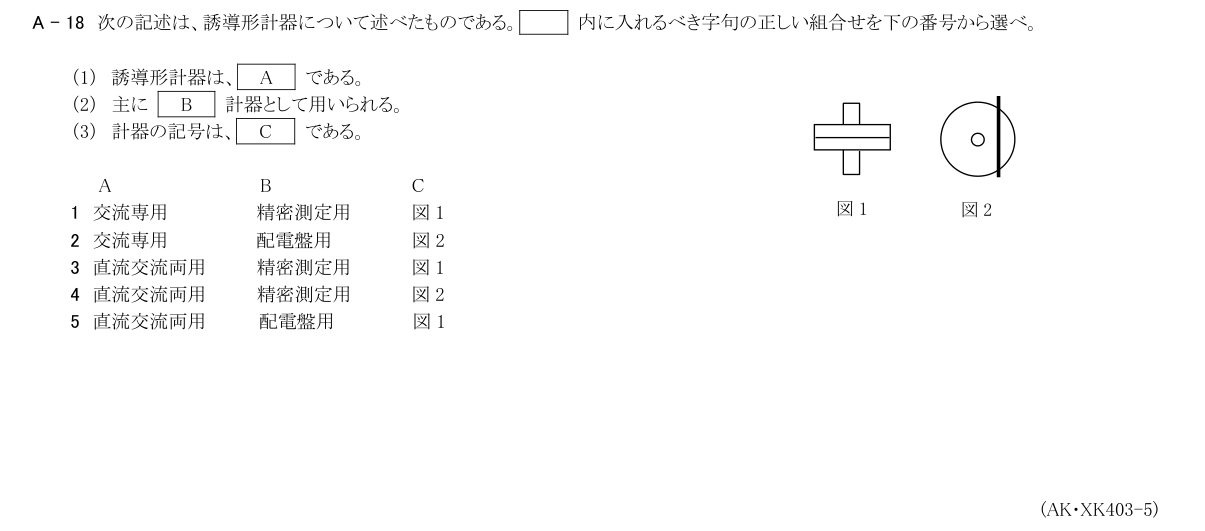 A－18 次の記述は、誘導形計器について述べたものである。 内に入れるべき字句の正しい組合せを下の番号から選べ。
(1) 誘導形計器は、 A である。
(2) 主に B 計器として用いられる。
(3) 計器の記号は、 C である。
A B C
1 交流専用 精密測定用 図1
2 交流専用 配電盤用 図2
3 直流交流両用 精密測定用 図1
4 直流交流両用 精密測定用 図2
5 直流交流両用 配電盤用 図1
図1 図2
(AK･XK403-5)